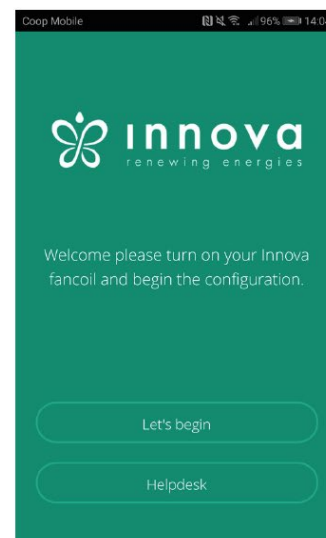 Coop Mobile 96% 14:04
innova
renewing energies
Welcome please turn on your Innova
fancoil and begin the configuration.
Let's begin
Helpdesk